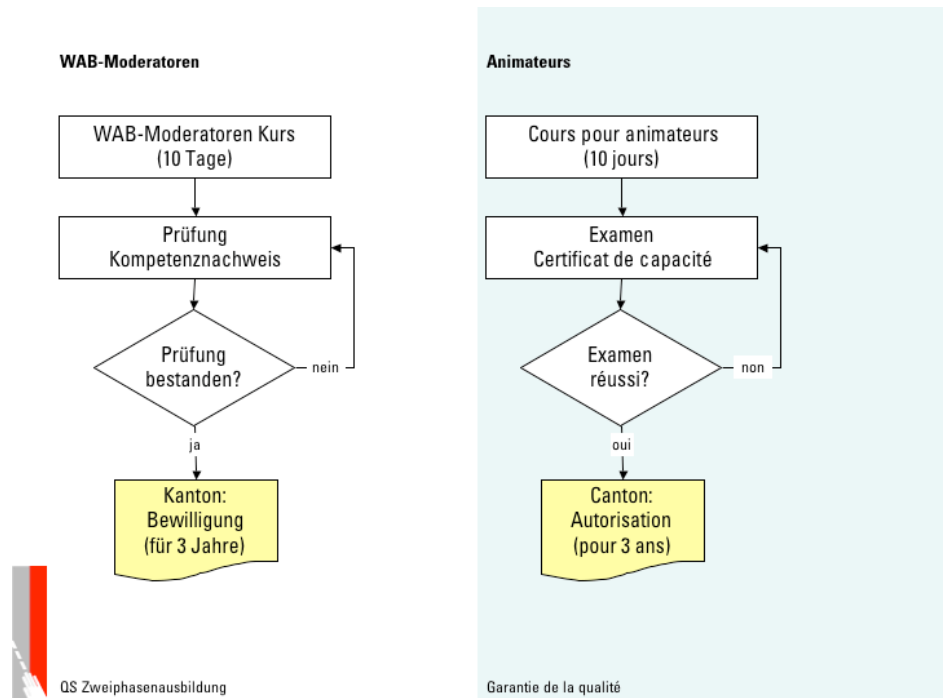 WAB-Moderatoren
WAB-Moderatoren Kurs
(10 Tage)
Prüfung
Kompetenznachweis
Prüfung
bestanden?
nein
ja
Kanton:
Bewilligung
(für 3 Jahre)
QS Zweiphasenausbildung
Animateurs
Cours pour animateurs
(10 jours)
Examen
Certificat de capacité
Examen
réussi?
non
oui
Canton:
Autorisation
(pour 3 ans)
Garantie de la qualité